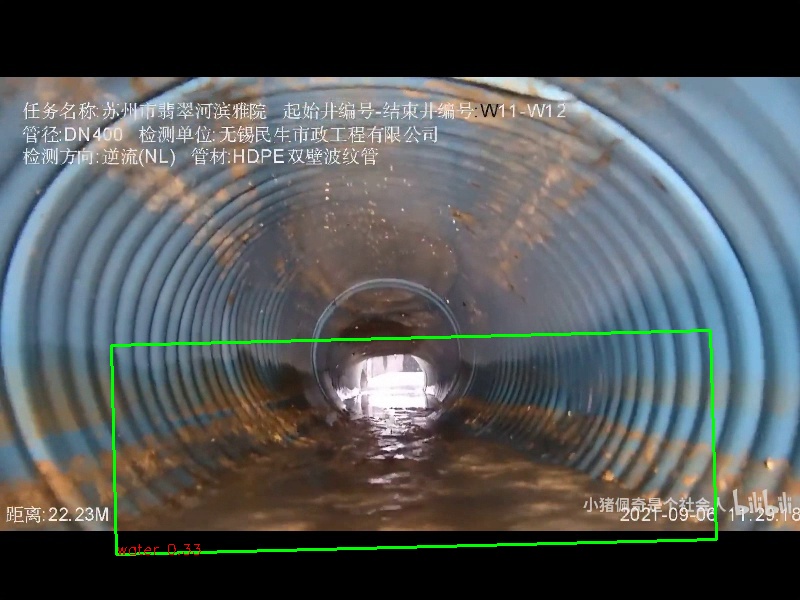 任务名称:苏州市翡翠河滨雅院 起始井编号-结束井编号:W11-W12
管径:DN400 检测单位:无锡民生市政工程有限公司
检测方向:逆流(NL) 管材:HDPE双壁波纹管
小猪佩奇是个社会人 bilibili
距离:22.23M 2021-09-06 11:29:18
water 0.33